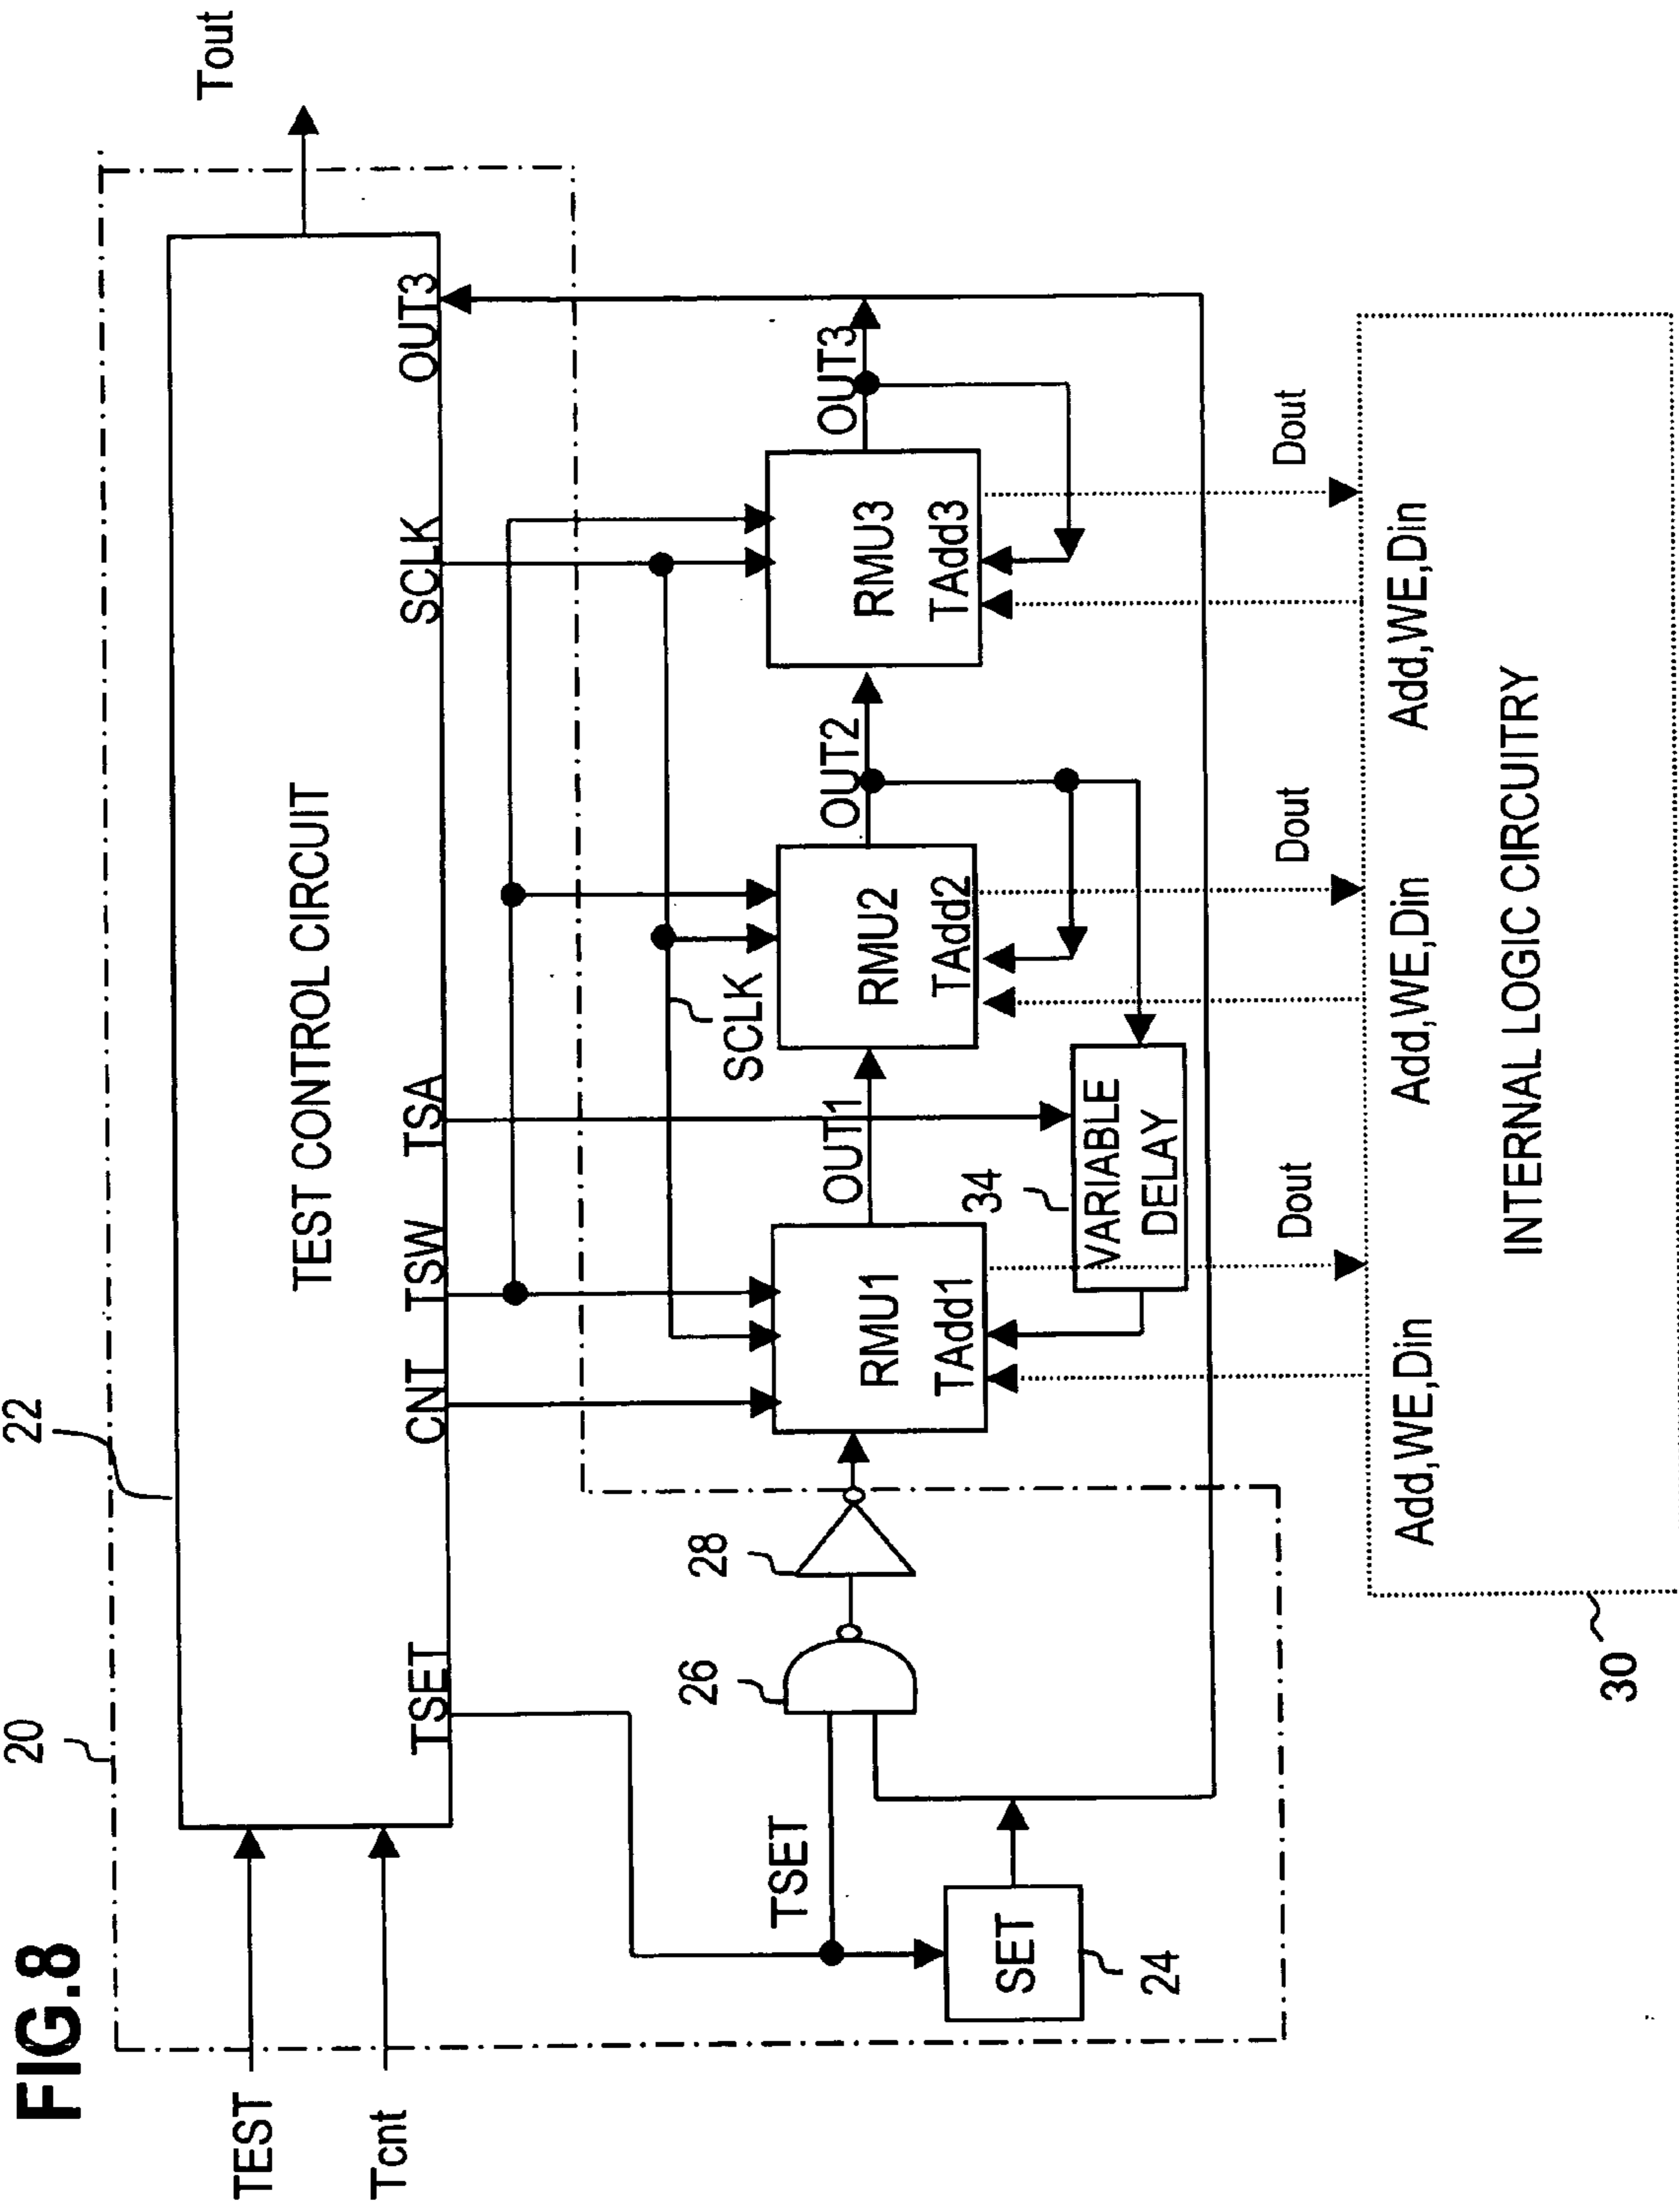 FIG.8
20
22
TEST
Tcnt
Tout
TEST CONTROL CIRCUIT
TSET
CNT
TSW
TSA
SCLK
OUT3
TSET
26
28
SET
24
RMU1
TAdd1
OUT1
SCLK
RMU2
TAdd2
OUT2
RMU3
TAdd3
OUT3
34
VARIABLE
DELAY
Dout
Dout
Dout
Add,WE,Din
Add,WE,Din
Add,WE,Din
INTERNAL LOGIC CIRCUITRY
30